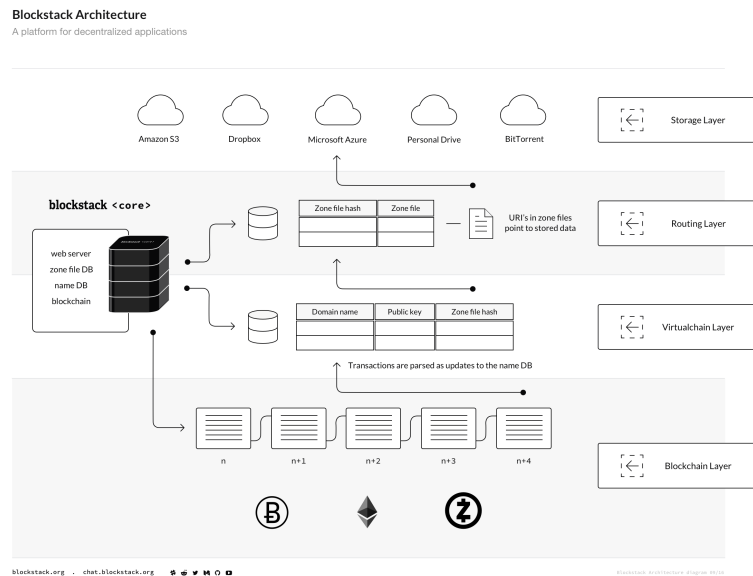 Blockstack Architecture
A platform for decentralized applications
Amazon S3
Dropbox
Microsoft Azure
Personal Drive
BitTorrent
Storage Layer
blockstack <core>
web server
zone file DB
name DB
blockchain
Zone file hash
Zone file
URI's in zone files
point to stored data
Routing Layer
Domain name
Public key
Zone file hash
Virtualchain Layer
Transactions are parsed as updates to the name DB
n
n+1
n+2
n+3
n+4
Blockchain Layer
blockstack.org . chat.blockstack.org